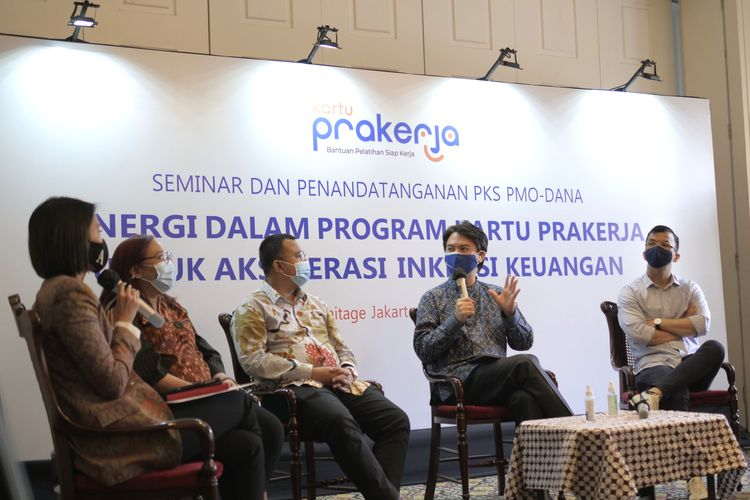 kartu
prakerja
Bantuan Pelatihan Siap Kerja
SEMINAR DAN PENANDATANGANAN PKS PMO-DANA
NERGI DALAM PROGRAM KARTU PRAKERJA
UK AKS ERASI INK SI KEUANGAN
itage Jakar